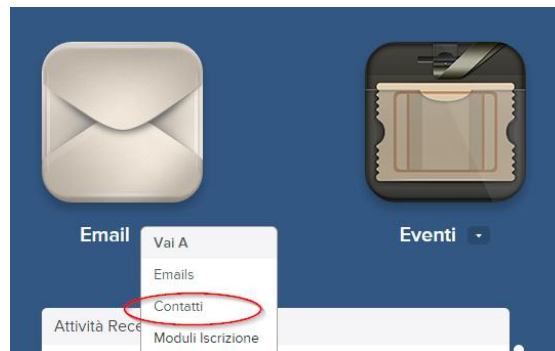 Email
Eventi
Vai A
Emails
Contatti
Attività Rece
Moduli Iscrizione